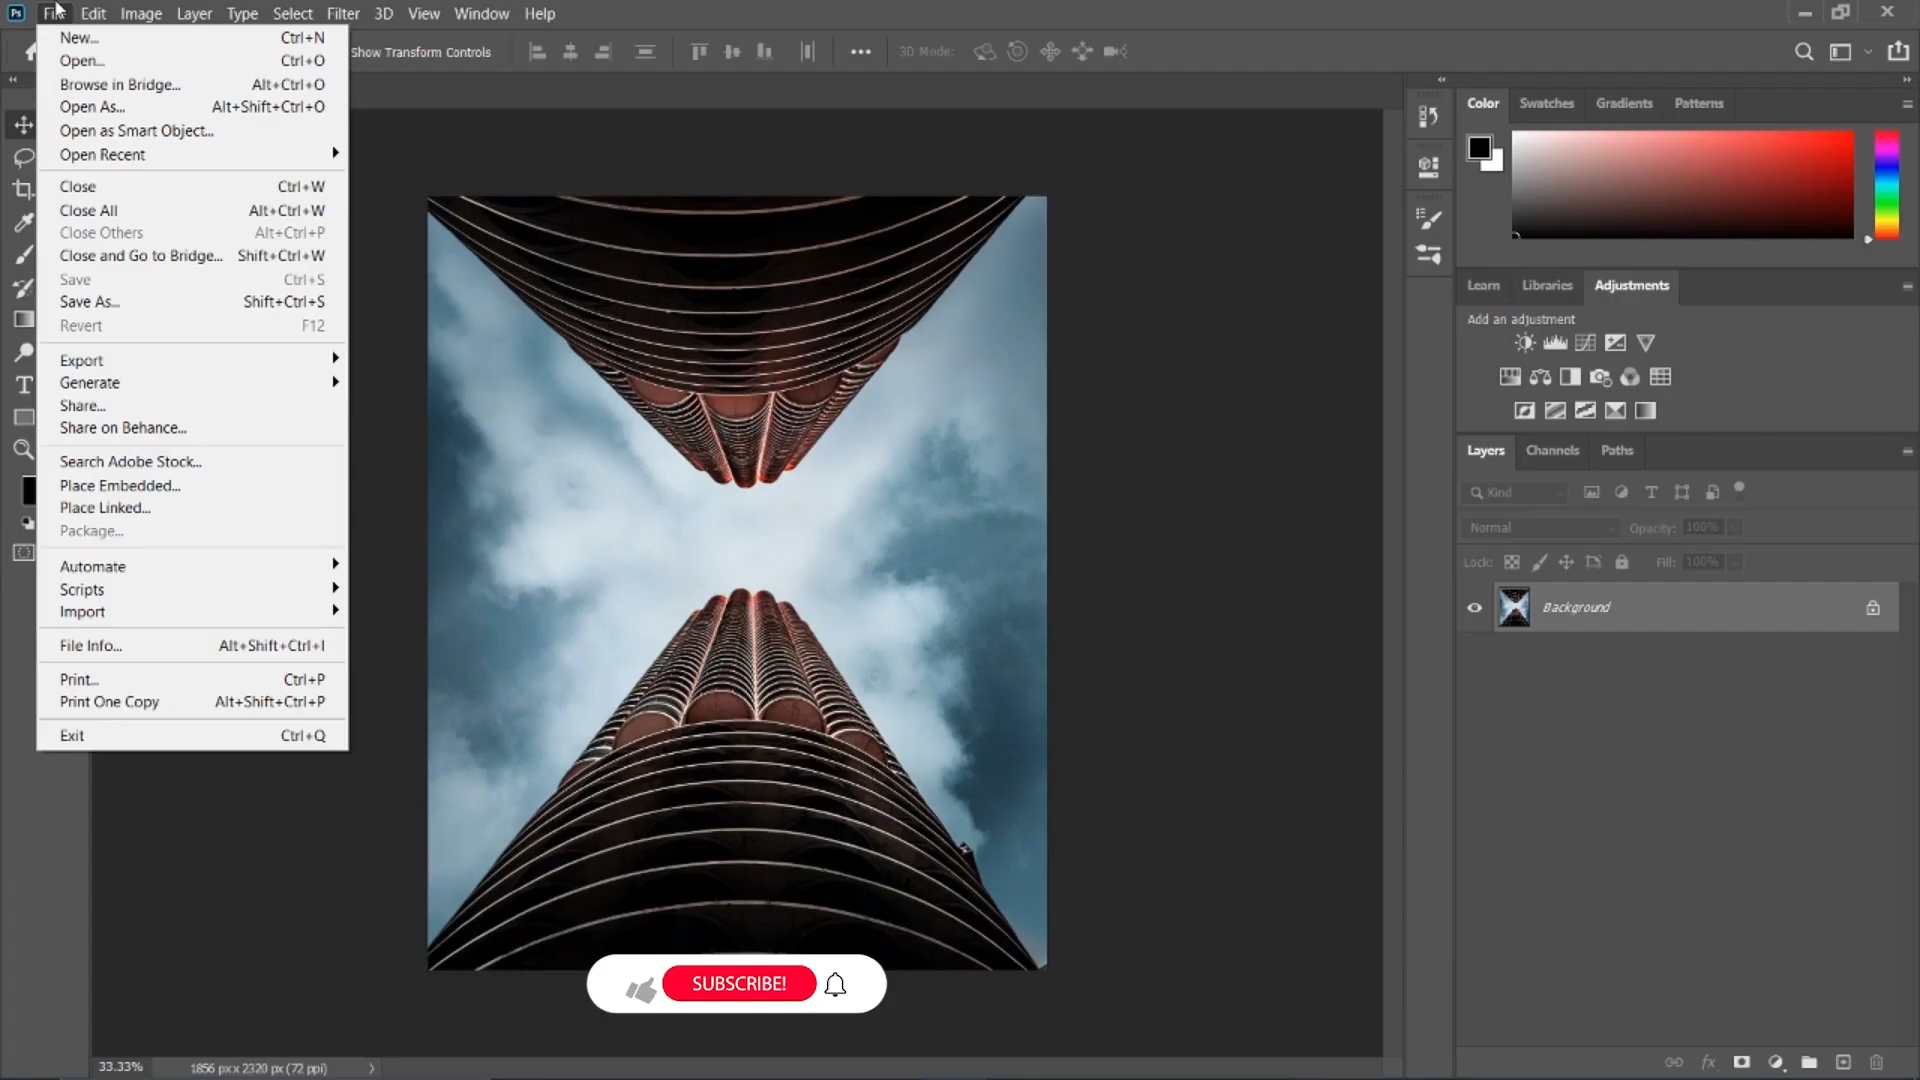 Ps File Edit Image Layer Type Select Filter 3D View Window Help
Show Transform Controls 3D Mode:
New... Ctrl+N
Open... Ctrl+O
Browse in Bridge... Alt+Ctrl+O
Open As... Alt+Shift+Ctrl+O
Open as Smart Object...
Open Recent
Close Ctrl+W
Close All Alt+Ctrl+W
Close Others Alt+Ctrl+P
Close and Go to Bridge... Shift+Ctrl+W
Save Ctrl+S
Save As... Shift+Ctrl+S
Revert F12
Export
Generate
Share...
Share on Behance...
Search Adobe Stock...
Place Embedded...
Place Linked...
Package...
Automate
Scripts
Import
File Info... Alt+Shift+Ctrl+I
Print... Ctrl+P
Print One Copy Alt+Shift+Ctrl+P
Exit Ctrl+Q
Color Swatches Gradients Patterns
Learn Libraries Adjustments
Add an adjustment
Layers Channels Paths
Kind
Normal Opacity: 100%
Lock: Fill: 100%
Background
SUBSCRIBE!
33.33% 1856 px x 2320 px (72 ppi)